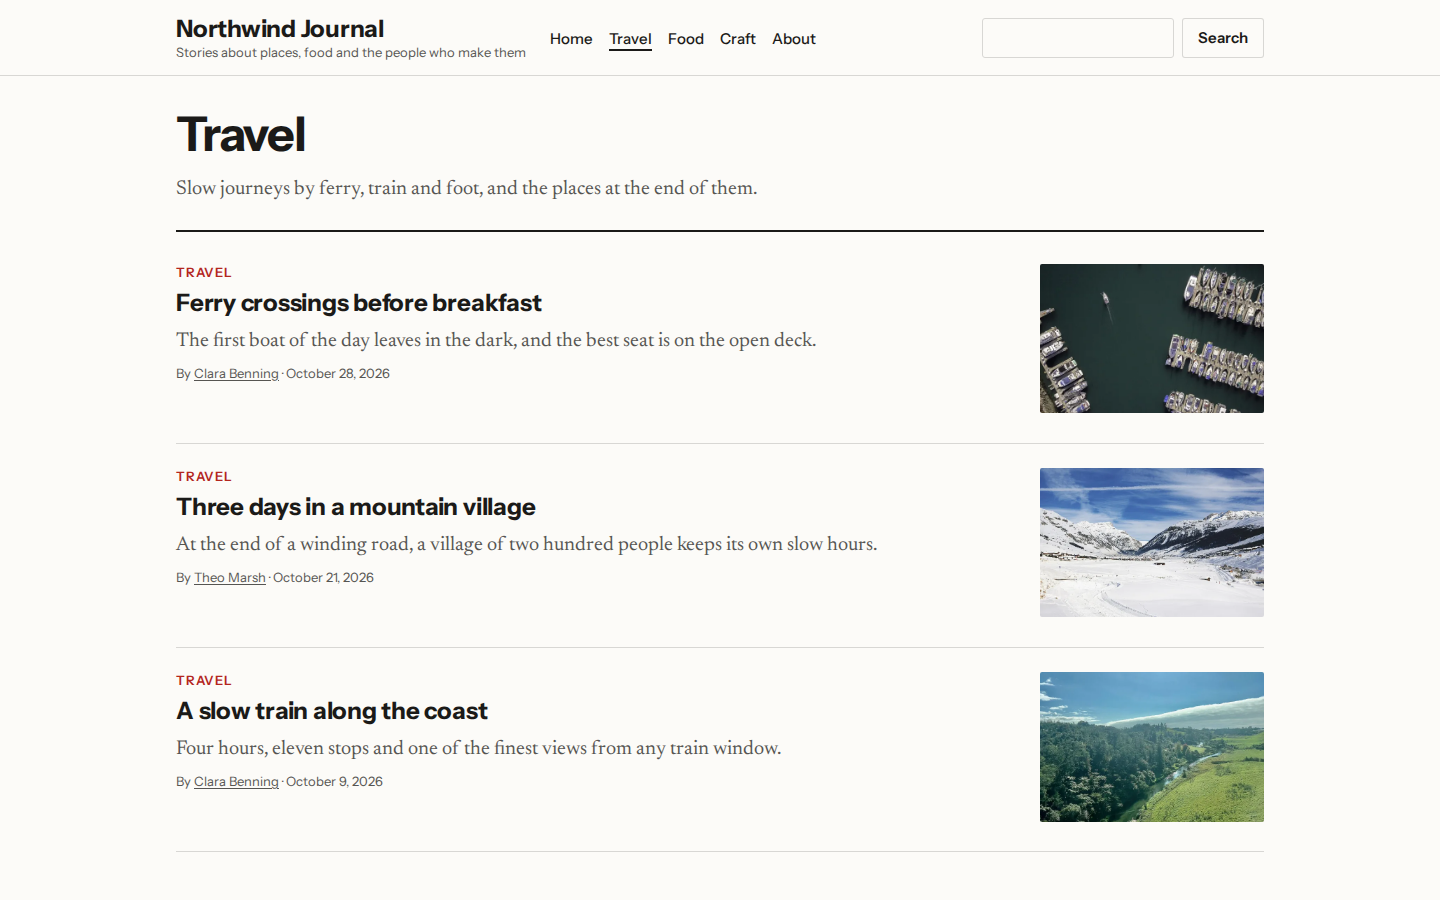 Northwind Journal
Stories about places, food and the people who make them
Home Travel Food Craft About
Search
Travel
Slow journeys by ferry, train and foot, and the places at the end of them.
TRAVEL
Ferry crossings before breakfast
The first boat of the day leaves in the dark, and the best seat is on the open deck.
By Clara Benning · October 28, 2026
TRAVEL
Three days in a mountain village
At the end of a winding road, a village of two hundred people keeps its own slow hours.
By Theo Marsh · October 21, 2026
TRAVEL
A slow train along the coast
Four hours, eleven stops and one of the finest views from any train window.
By Clara Benning · October 9, 2026